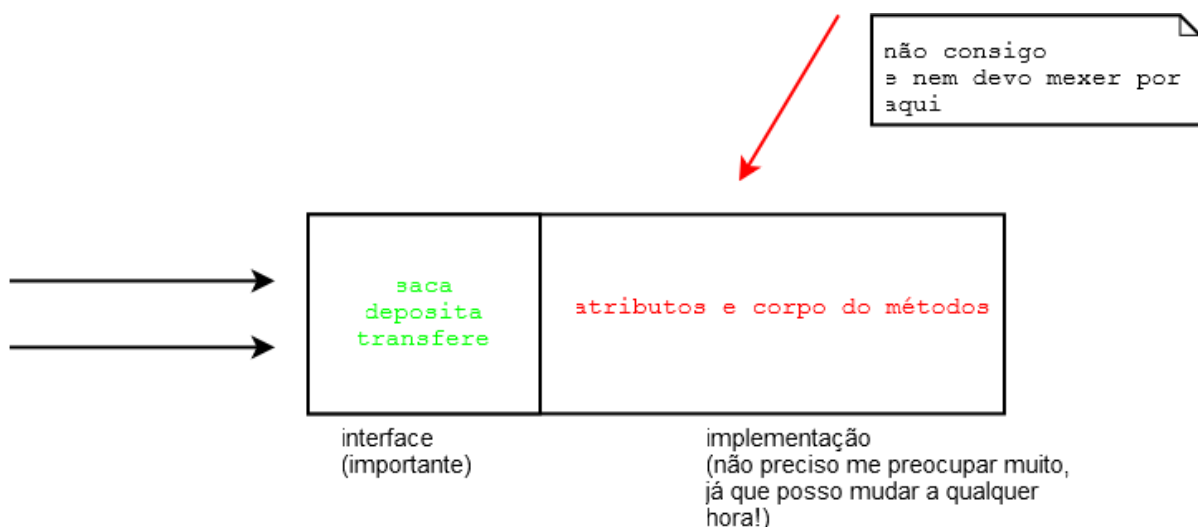 não consigo
e nem devo mexer por
aqui
saca
deposita
transfere
atributos e corpo do métodos
interface
(importante)
implementação
(não preciso me preocupar muito,
já que posso mudar a qualquer
hora!)